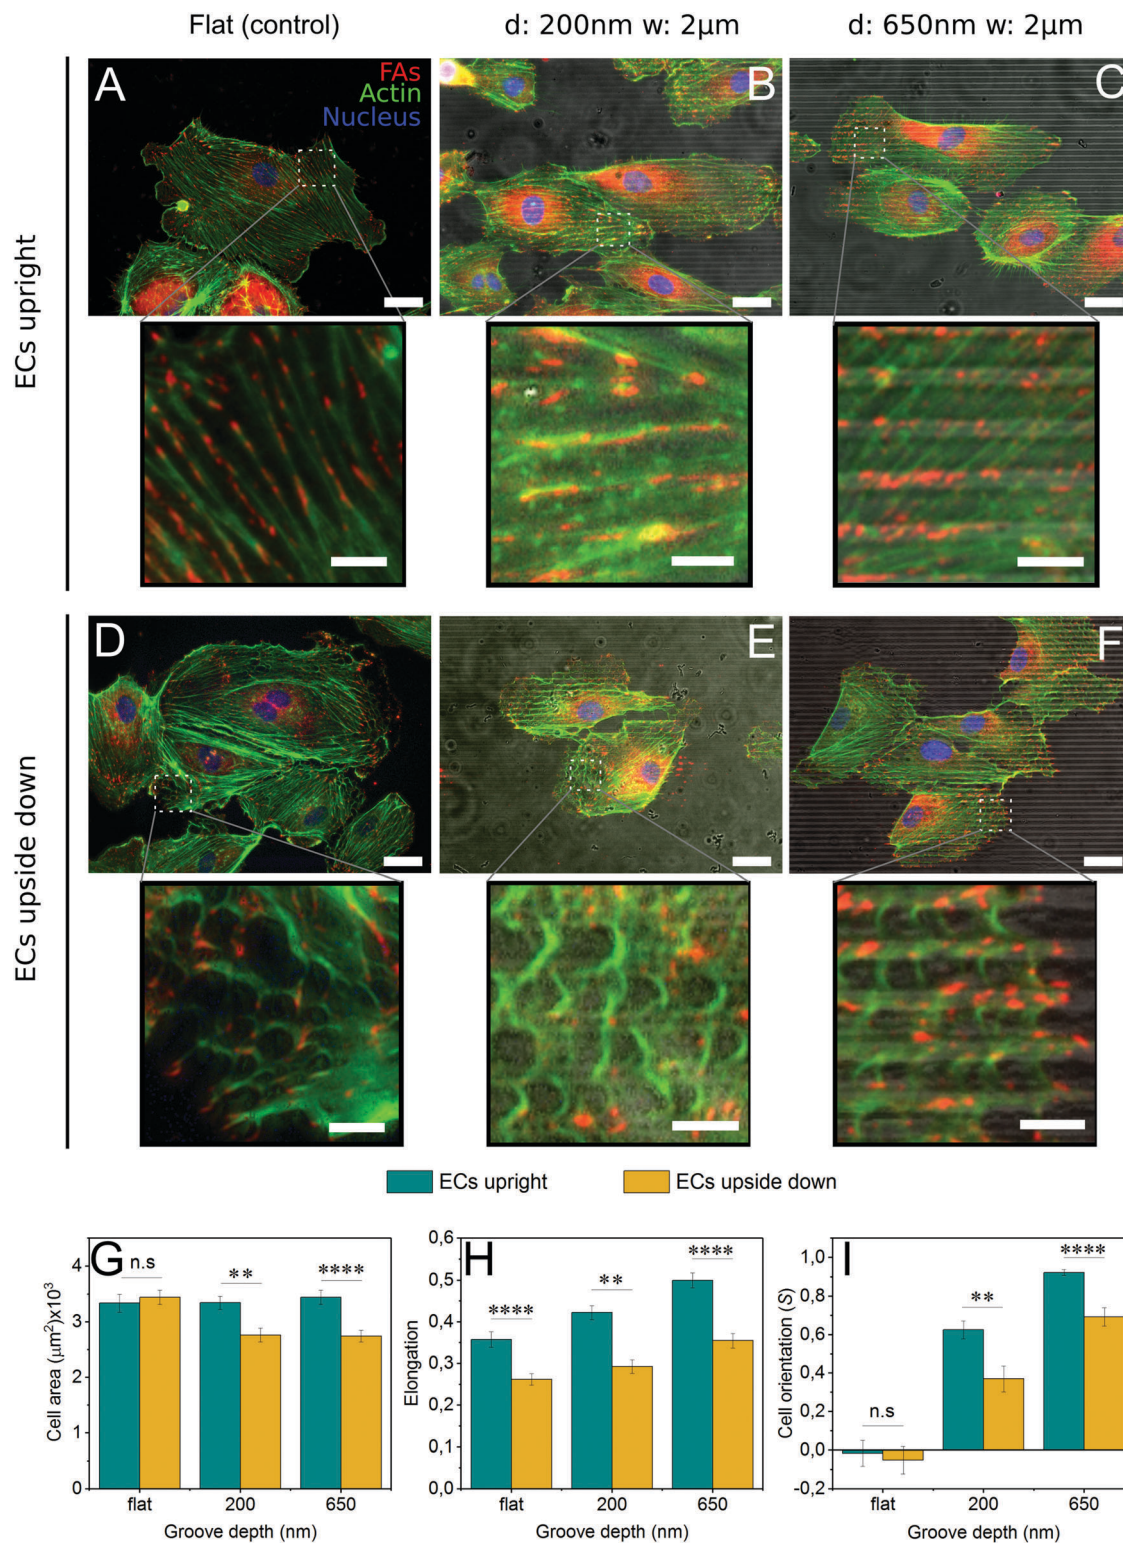 Flat (control)
d: 200nm w: 2µm
d: 650nm w: 2µm
ECs upright
A
FAs
Actin
Nucleus
B
C
ECs upside down
D
E
F
ECs upright
ECs upside down
G
Cell area (µm²)x10³
4
3
2
1
0
n.s
**
****
flat
200
650
Groove depth (nm)
H
Elongation
0,6
0,5
0,4
0,3
0,2
0,1
0,0
****
**
****
flat
200
650
Groove depth (nm)
I
Cell orientation (S)
1,0
0,8
0,6
0,4
0,2
0,0
-0,2
n.s
**
****
flat
200
650
Groove depth (nm)